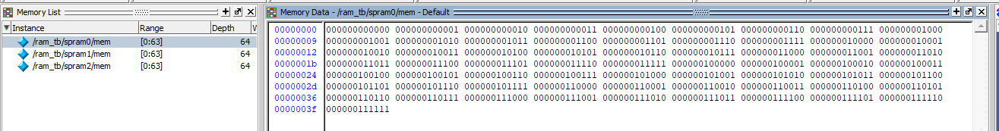 Memory List
Memory Data - /ram_tb/spram0/mem - Default
Instance Range Depth
/ram_tb/spram0/mem [0:63] 64
/ram_tb/spram1/mem [0:63] 64
/ram_tb/spram2/mem [0:63] 64
00000000 000000000000 000000000001 000000000010 000000000011 000000000100 000000000101 000000000110 000000000111 000000001000
00000009 000000001001 000000001010 000000001011 000000001100 000000001101 000000001110 000000001111 000000010000 000000010001
00000012 000000010010 000000010011 000000010100 000000010101 000000010110 000000010111 000000011000 000000011001 000000011010
0000001b 000000011011 000000011100 000000011101 000000011110 000000011111 000000100000 000000100001 000000100010 000000100011
00000024 000000100100 000000100101 000000100110 000000100111 000000101000 000000101001 000000101010 000000101011 000000101100
0000002d 000000101101 000000101110 000000101111 000000110000 000000110001 000000110010 000000110011 000000110100 000000110101
00000036 000000110110 000000110111 000000111000 000000111001 000000111010 000000111011 000000111100 000000111101 000000111110
0000003f 000000111111